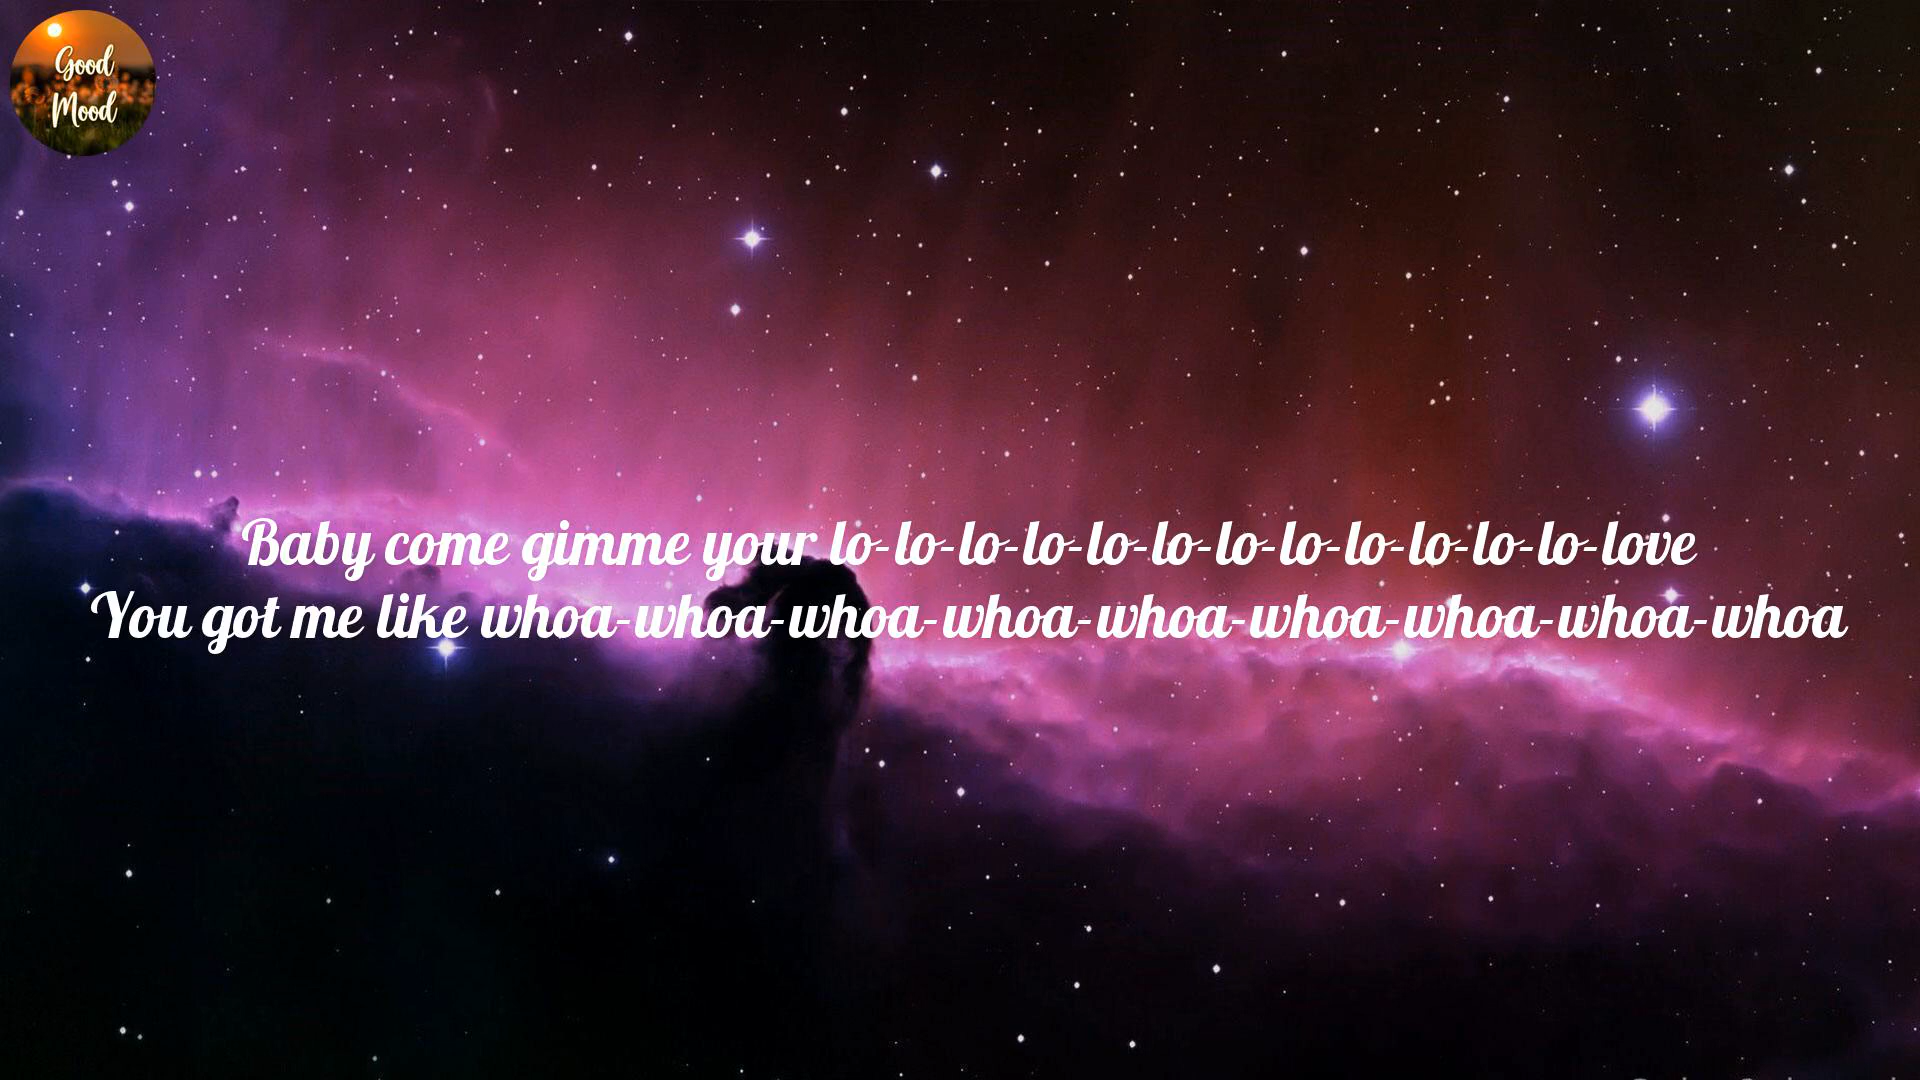 Good
Mood
Baby come gimme your lo-lo-lo-lo-lo-lo-lo-lo-lo-lo-lo-lo-love
You got me like whoa-whoa-whoa-whoa-whoa-whoa-whoa-whoa-whoa